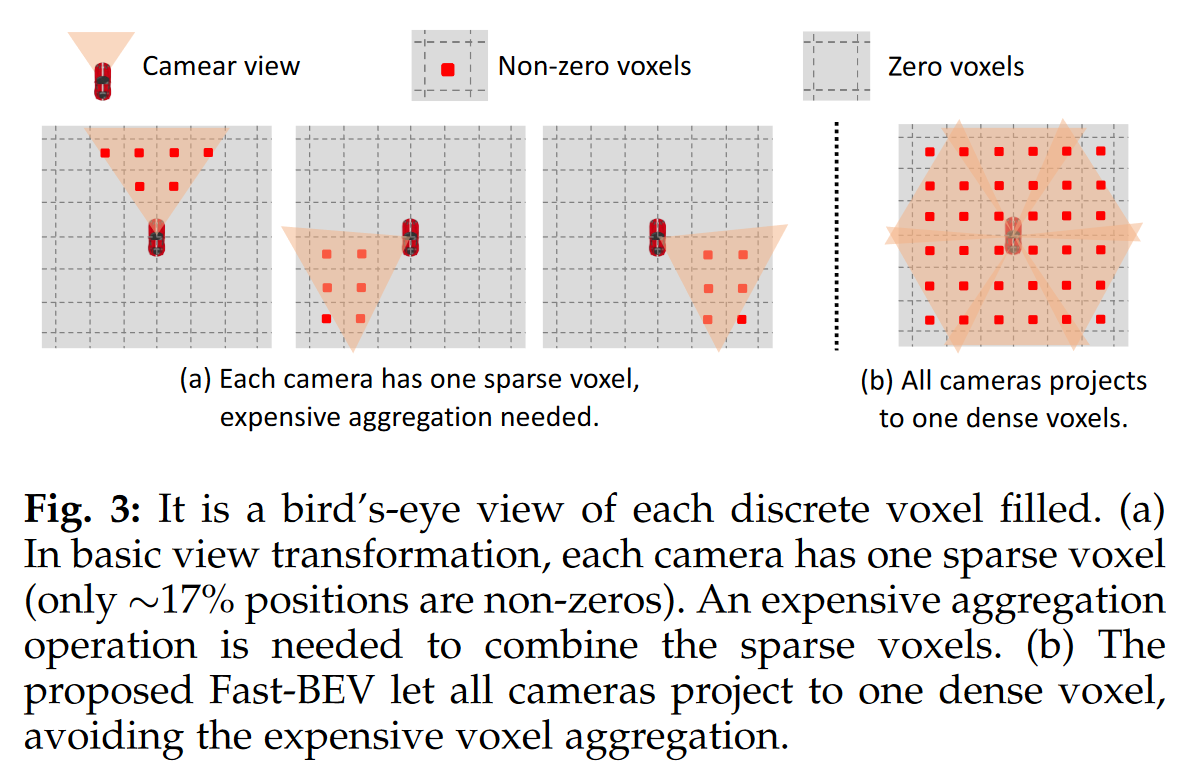 Camear view
Non-zero voxels
Zero voxels
(a) Each camera has one sparse voxel,
expensive aggregation needed.
(b) All cameras projects
to one dense voxels.
Fig. 3: It is a bird’s-eye view of each discrete voxel filled. (a)
In basic view transformation, each camera has one sparse voxel
(only ∼17% positions are non-zeros). An expensive aggregation
operation is needed to combine the sparse voxels. (b) The
proposed Fast-BEV let all cameras project to one dense voxel,
avoiding the expensive voxel aggregation.